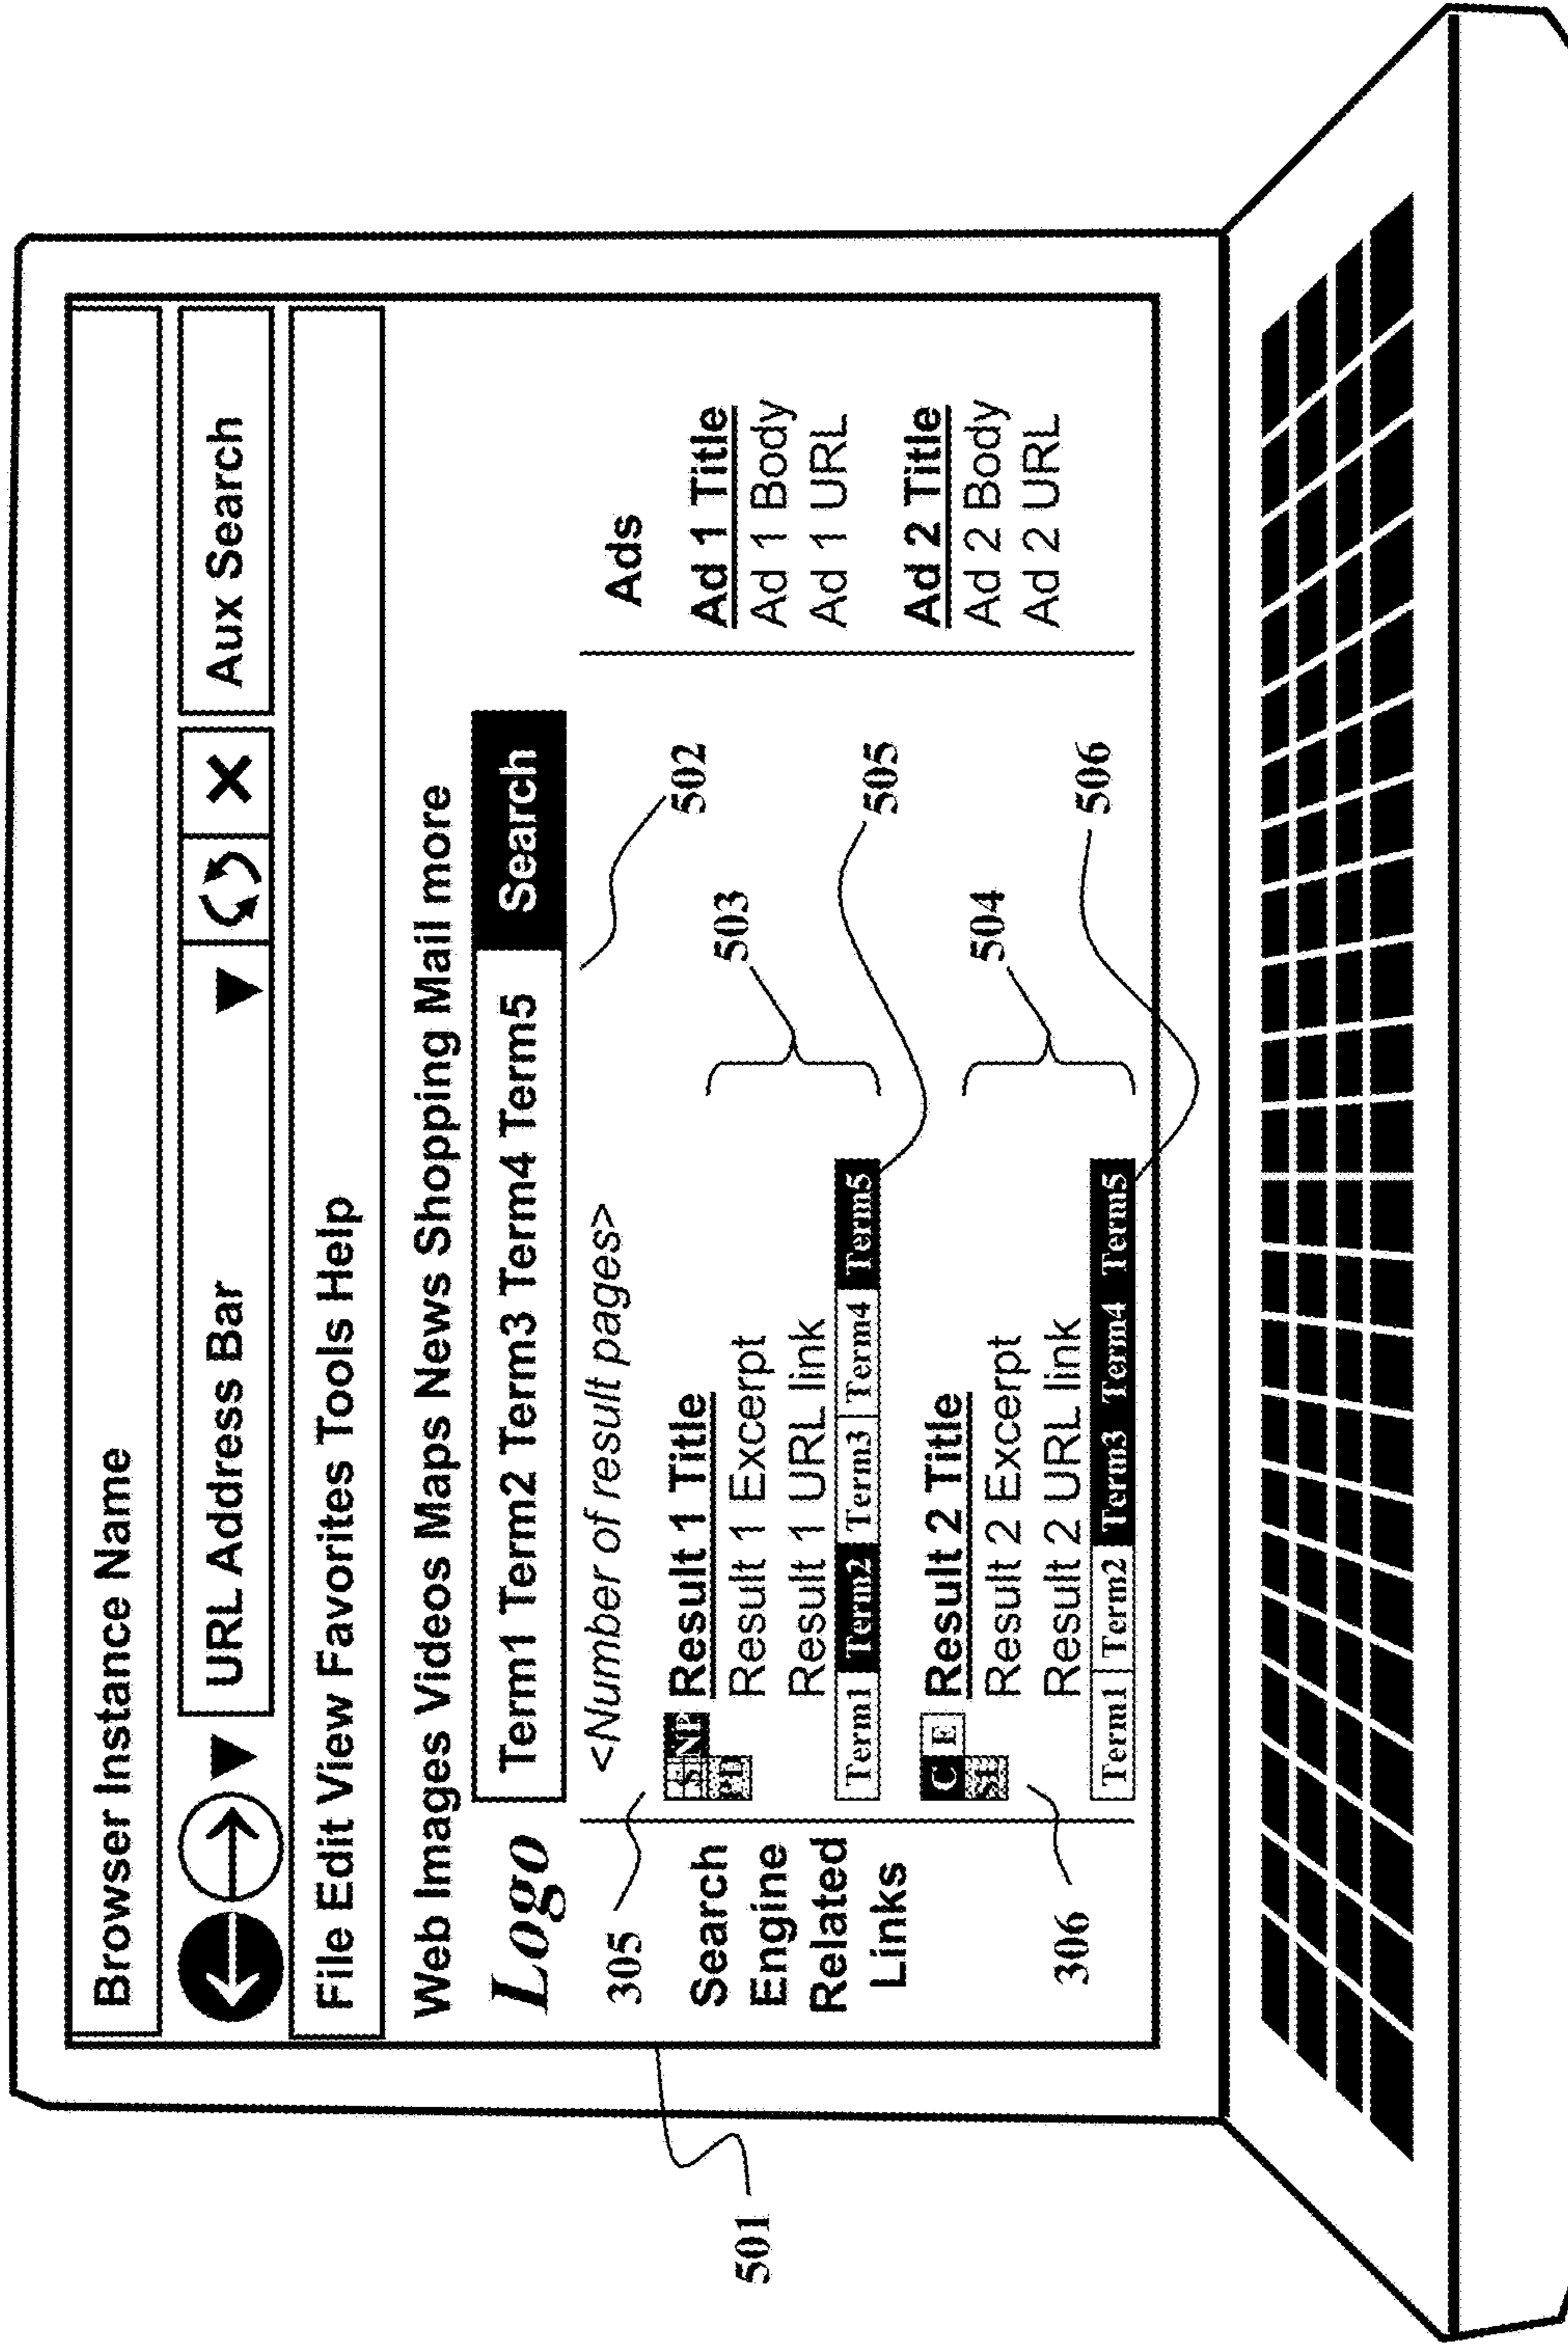 Browser Instance Name
URL Address Bar
Aux Search
File Edit View Favorites Tools Help
Web Images Videos Maps News Shopping Mail more
Logo
Term1 Term2 Term3 Term4 Term5
Search
502
305
<Number of result pages>
Ads
Search
Engine
Related
Links
SI NP
PD
Result 1 Title
Result 1 Excerpt
Result 1 URL link
Term1 Term2 Term3 Term4 Term5
503
505
Ad 1 Title
Ad 1 Body
Ad 1 URL
306
C E
SE
Result 2 Title
Result 2 Excerpt
Result 2 URL link
Term1 Term2 Term3 Term4 Term5
504
506
Ad 2 Title
Ad 2 Body
Ad 2 URL
501